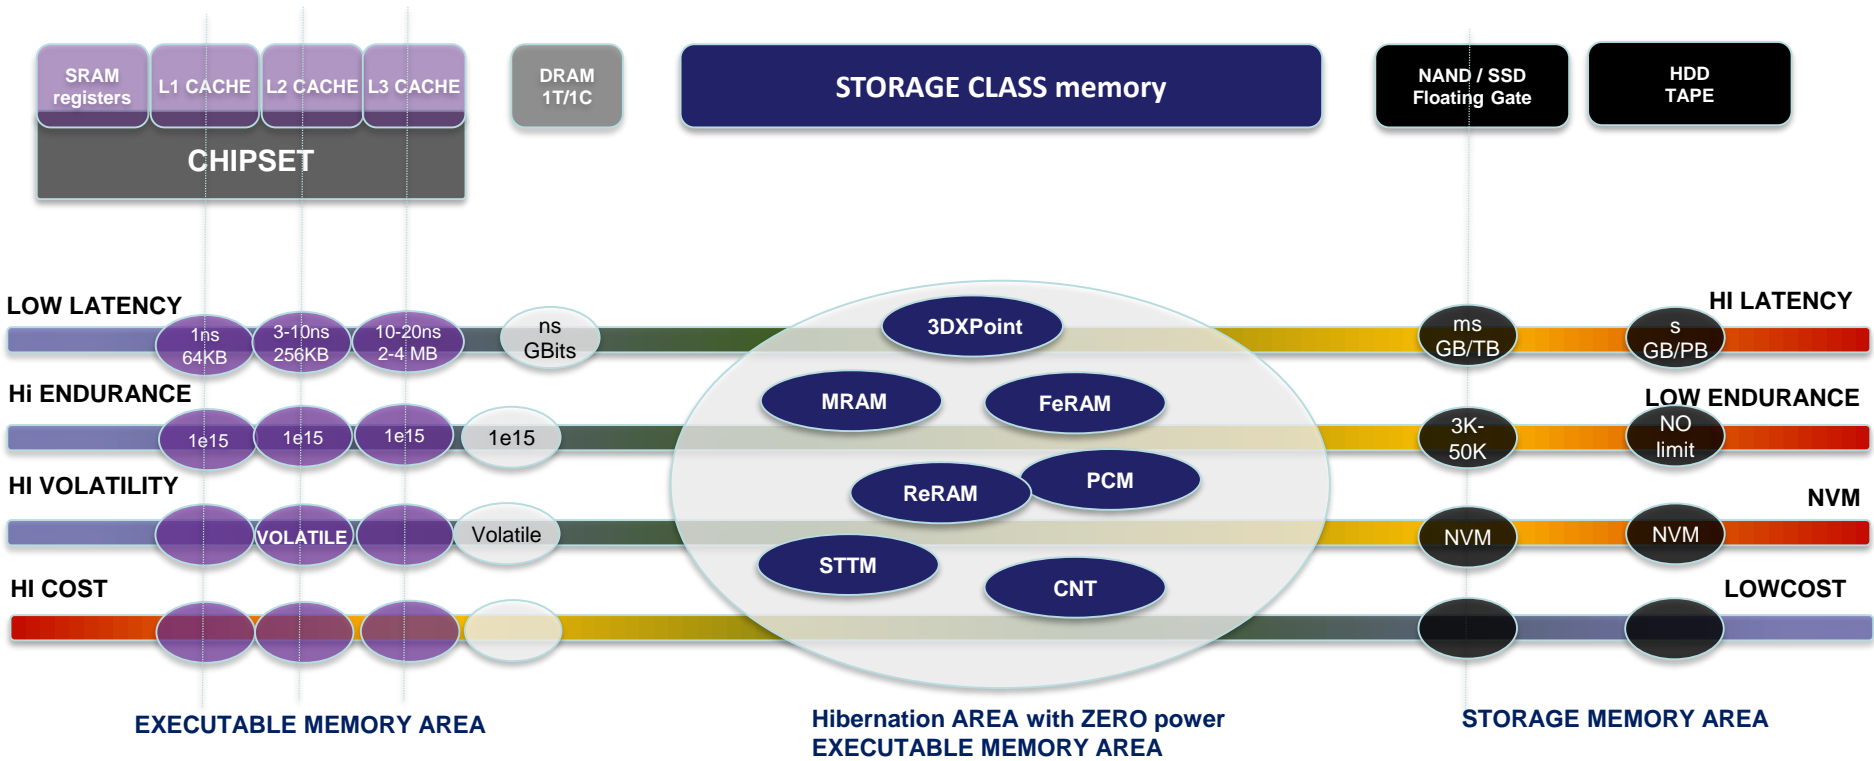 SRAM
registers
L1 CACHE
L2 CACHE
L3 CACHE
CHIPSET
DRAM
1T/1C
STORAGE CLASS memory
NAND / SSD
Floating Gate
HDD
TAPE
LOW LATENCY
1ns
64KB
3-10ns
256KB
10-20ns
2-4 MB
ns
GBits
3DXPoint
ms
GB/TB
s
GB/PB
HI LATENCY
Hi ENDURANCE
1e15
1e15
1e15
1e15
MRAM
FeRAM
3K-
50K
NO
limit
LOW ENDURANCE
HI VOLATILITY
VOLATILE
Volatile
ReRAM
PCM
NVM
NVM
NVM
HI COST
STTM
CNT
LOWCOST
EXECUTABLE MEMORY AREA
Hibernation AREA with ZERO power
EXECUTABLE MEMORY AREA
STORAGE MEMORY AREA